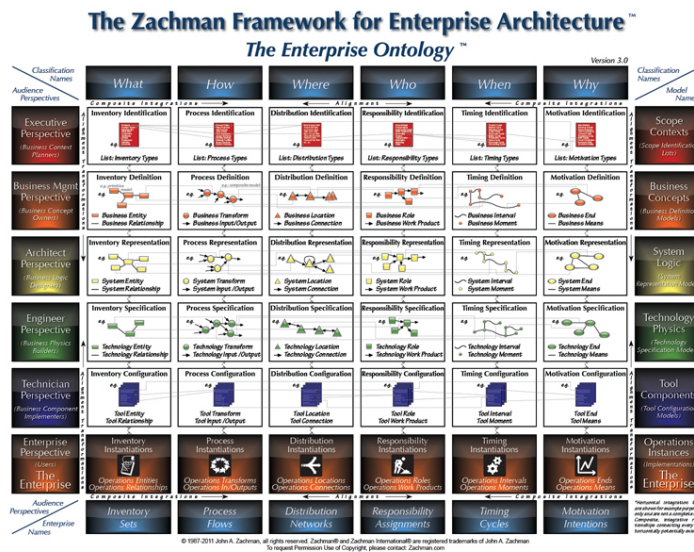 The Zachman Framework for Enterprise Architecture™
The Enterprise Ontology ™
Version 3.0
Classification Names
Audience Perspectives
What
How
Where
Who
When
Why
Classification Names
Model
Composite Integrations
Alignment
Composite Integrations
Executive Perspective
(Business Context Planners)
Inventory Identification
Process Identification
Distribution Identification
Responsibility Identification
Timing Identification
Motivation Identification
List: Inventory Types
List: Process Types
List: Distribution Types
List: Responsibility Types
List: Timing Types
List: Motivation Types
Scope Contexts
Business Mgmt Perspective
(Business Concept Owners)
Inventory Definition
Process Definition
Distribution Definition
Responsibility Definition
Timing Definition
Motivation Definition
Business Entity
Business Relationship
Business Transform
Business Input/Output
Business Location
Business Connection
Business Role
Business Work Product
Business Interval
Business Moment
Business End
Business Means
Business Concepts
Architect Perspective
(Business Logic Designers)
Inventory Representation
Process Representation
Distribution Representation
Responsibility Representation
Timing Representation
Motivation Representation
System Entity
System Relationship
System Transform
System Input/Output
System Location
System Connection
System Role
System Work Product
System Interval
System Moment
System End
System Means
System Logic
Engineer Perspective
(Business Physics Builders)
Inventory Specification
Process Specification
Distribution Specification
Responsibility Specification
Timing Specification
Motivation Specification
Technology Entity
Technology Relationship
Technology Transform
Technology Input/Output
Technology Location
Technology Connection
Technology Role
Technology Work Product
Technology Interval
Technology Moment
Technology End
Technology Means
Technology Physics
Technician Perspective
(Business Component Implementers)
Inventory Configuration
Process Configuration
Distribution Configuration
Responsibility Configuration
Timing Configuration
Motivation Configuration
Tool Entity
Tool Relationship
Tool Transform
Tool Input/Output
Tool Location
Tool Connection
Tool Role
Tool Work Product
Tool Interval
Tool Moment
Tool End
Tool Means
Tool
Enterprise Perspective
(Users)
The Enterprise
Inventory Instantiations
Process Instantiations
Distribution Instantiations
Responsibility Instantiations
Timing Instantiations
Motivation Instantiations
Operations Entities
Operations Relationships
Operations Transforms
Operations In/Outputs
Operations Locations
Operations Connections
Operations Roles
Operations Work Products
Operations Intervals
Operations Moments
Operations Ends
Operations Means
Operations Instances
The Enterprise
Composite Integrations
Alignment
Composite Integrations
Audience Perspectives
Enterprise Names
Inventory Sets
Process Flows
Distribution Networks
Responsibility Assignments
Timing Cycles
Motivation Intentions
Audience Perspectives
© 1987-2011 John A. Zachman, all rights reserved. Zachman® and Zachman International® are registered trademarks of John A. Zachman
To request Permission Use of Copyright, please contact: Zachman.com